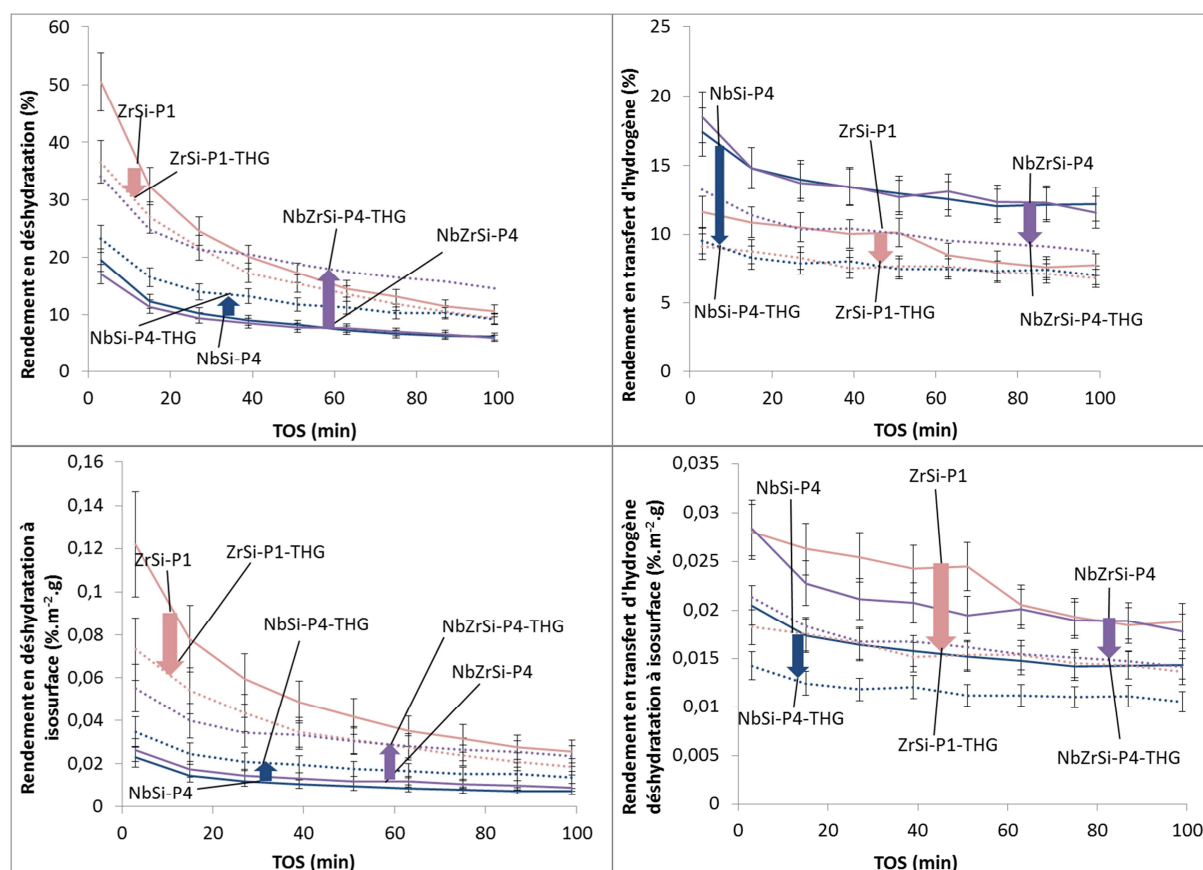 Rendement en déshydratation (%)
60
50
40
30
20
10
0
ZrSi-P1
ZrSi-P1-THG
NbZrSi-P4-THG
NbZrSi-P4
NbSi-P4-THG
NbSi-P4
0 20 40 60 80 100
TOS (min)
Rendement en transfert d'hydrogène (%)
25
20
15
10
5
0
NbSi-P4
ZrSi-P1
NbZrSi-P4
NbSi-P4-THG
ZrSi-P1-THG
NbZrSi-P4-THG
0 20 40 60 80 100
TOS (min)
Rendement en déshydratation à
isosurface (%.m⁻².g)
0,16
0,14
0,12
0,10
0,08
0,06
0,04
0,02
0
ZrSi-P1
ZrSi-P1-THG
NbSi-P4-THG
NbZrSi-P4-THG
NbZrSi-P4
NbSi-P4
0 20 40 60 80 100
TOS (min)
Rendement en transfert d'hydrogène
déshydratation à isosurface (%.m⁻².g)
0,035
0,03
0,025
0,02
0,015
0,01
0,005
0
NbSi-P4
ZrSi-P1
NbZrSi-P4
NbSi-P4-THG
ZrSi-P1-THG
NbZrSi-P4-THG
0 20 40 60 80 100
TOS (min)